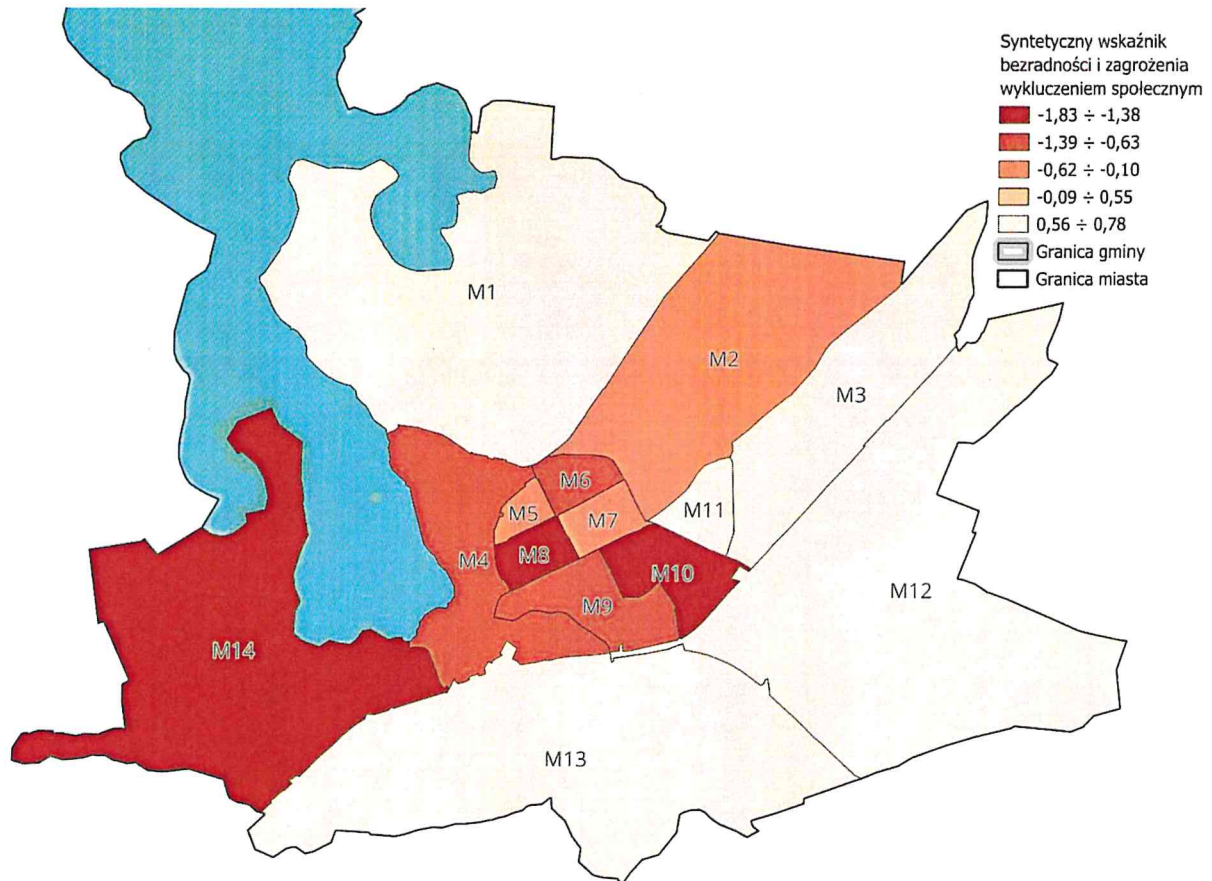 Syntetyczny wskaźnik
bezradności i zagrożenia
wykluczeniem społecznym
-1,83 ÷ -1,38
-1,39 ÷ -0,63
-0,62 ÷ -0,10
-0,09 ÷ 0,55
0,56 ÷ 0,78
Granica gminy
Granica miasta
M1
M2
M3
M6
M5
M7
M11
M4
M8
M10
M12
M9
M14
M13